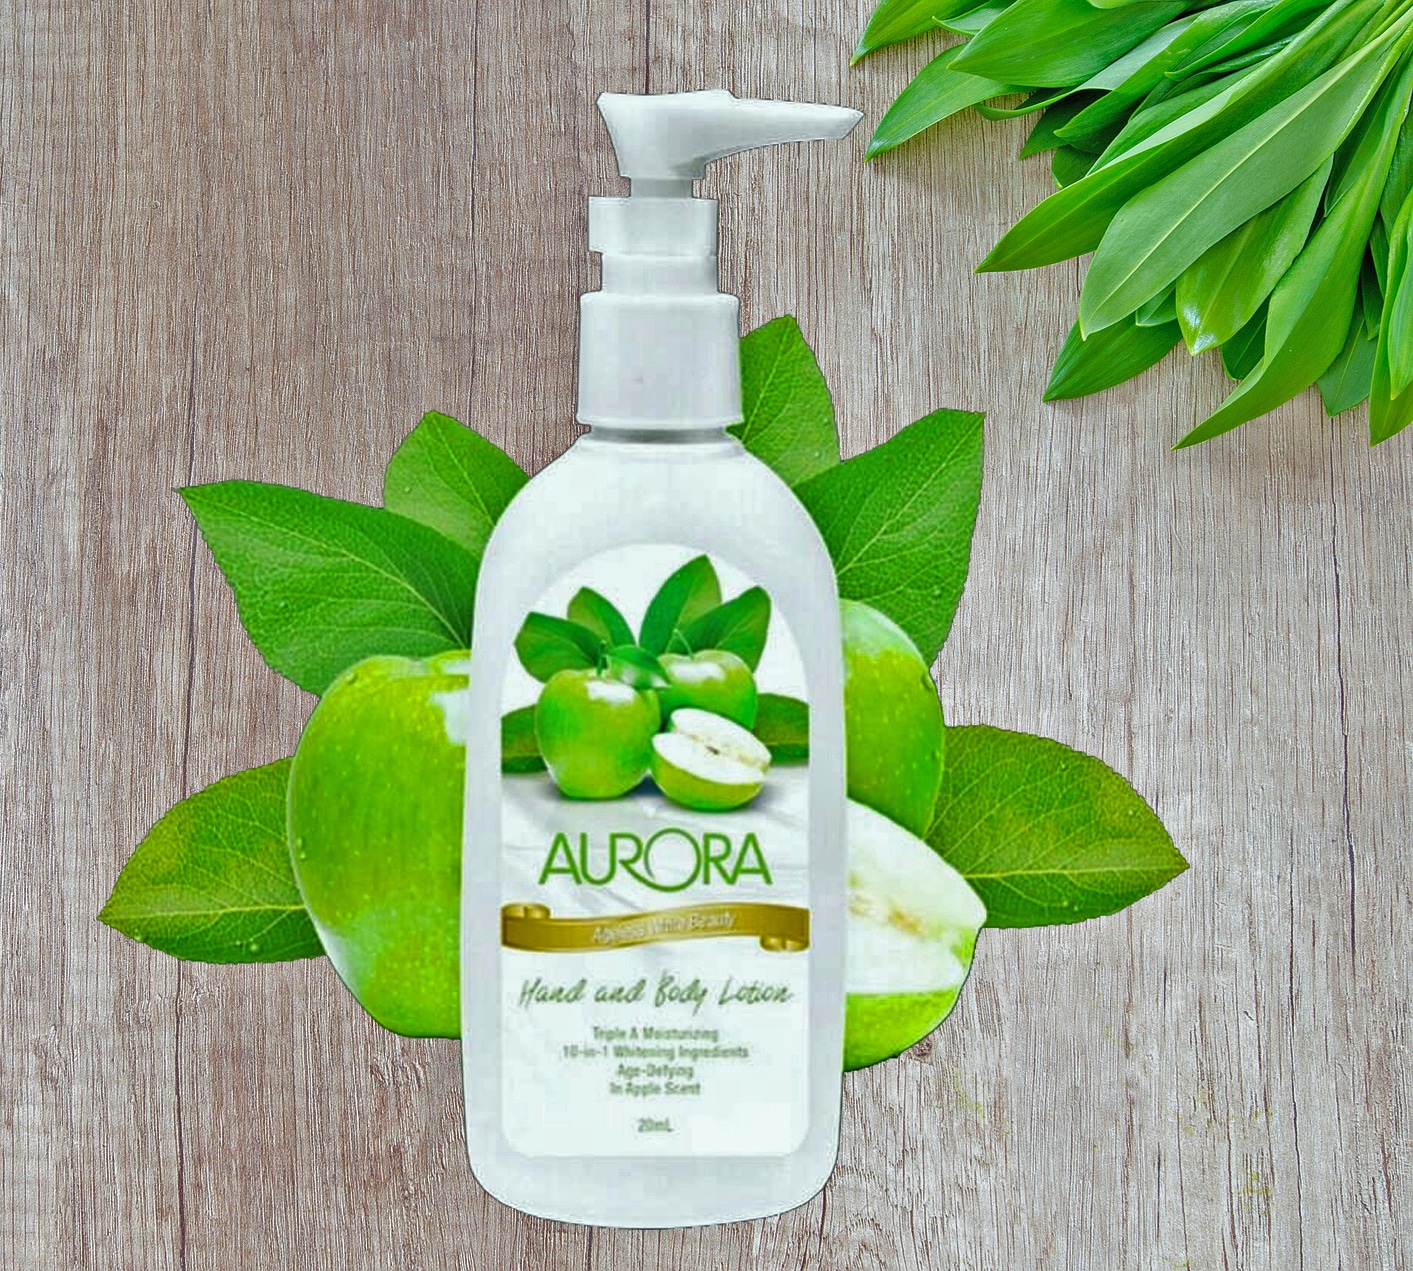 AURORA
Ageless White Beauty
Hand and Body Lotion
Triple A Moisturizing
10-in-1 Whitening Ingredients
Age-Defying
In Apple Scent
20mL